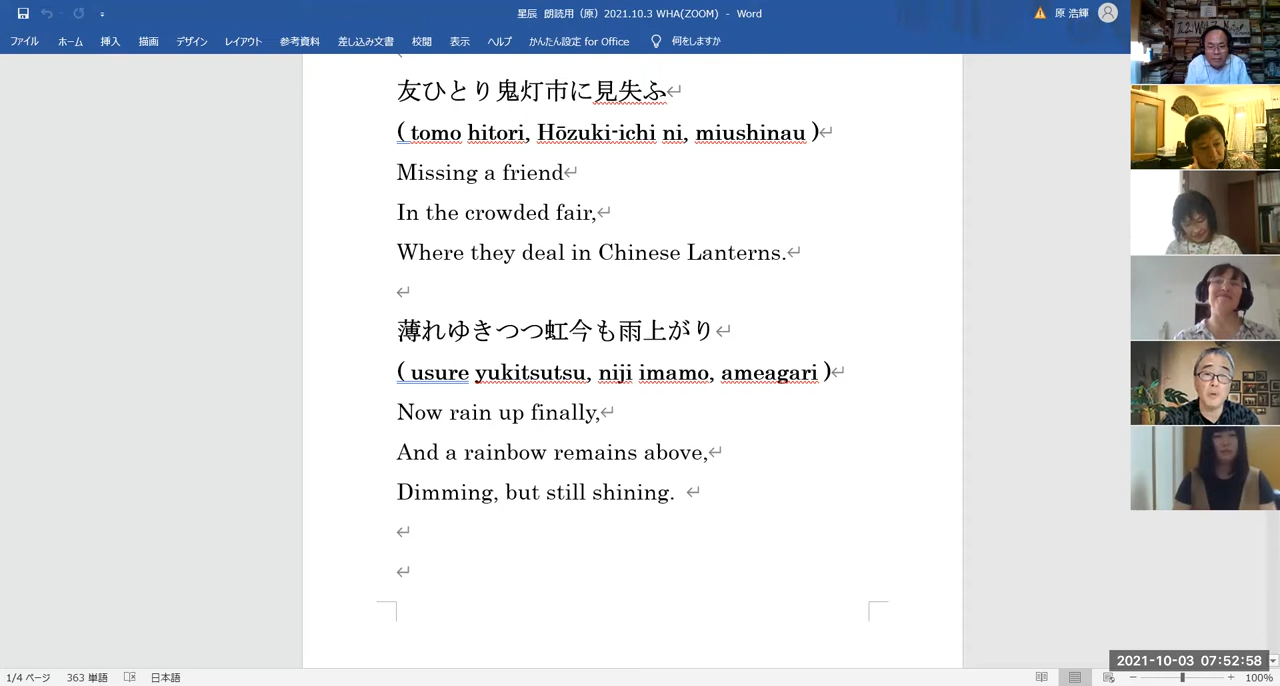 星辰 朗読用（原）2021.10.3 WHA(ZOOM) - Word
原 浩輝
ファイル ホーム 挿入 描画 デザイン レイアウト 参考資料 差し込み文書 校閲 表示 ヘルプ かんたん設定 for Office 何をしますか
友ひとり鬼灯市に見失ふ
( tomo hitori, Hōzuki-ichi ni, miushinau )
Missing a friend
In the crowded fair,
Where they deal in Chinese Lanterns.
薄れゆきつつ虹今も雨上がり
( usure yukitsutsu, niji imamo, ameagari )
Now rain up finally,
And a rainbow remains above,
Dimming, but still shining.
2021-10-03 07:52:58
1/4 ページ 363 単語 日本語 100%